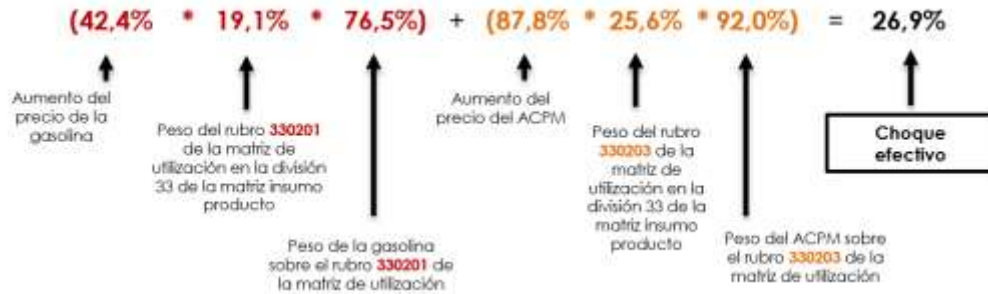 (42,4% * 19,1% * 76,5%) + (87,8% * 25,6% * 92,0%) = 26,9%
Aumento del
precio de la
gasolina
Peso del rubro 330201
de la matriz de
utilización en la división
33 de la matriz insumo
producto
Peso de la gasolina
sobre el rubro 330201 de
la matriz de utilización
Aumento del
precio del ACPM
Peso del rubro
330203 de la
matriz de
utilización en la
división 33 de la
matriz insumo
producto
Peso del ACPM sobre
el rubro 330203 de la
matriz de utilización
Choque
efectivo